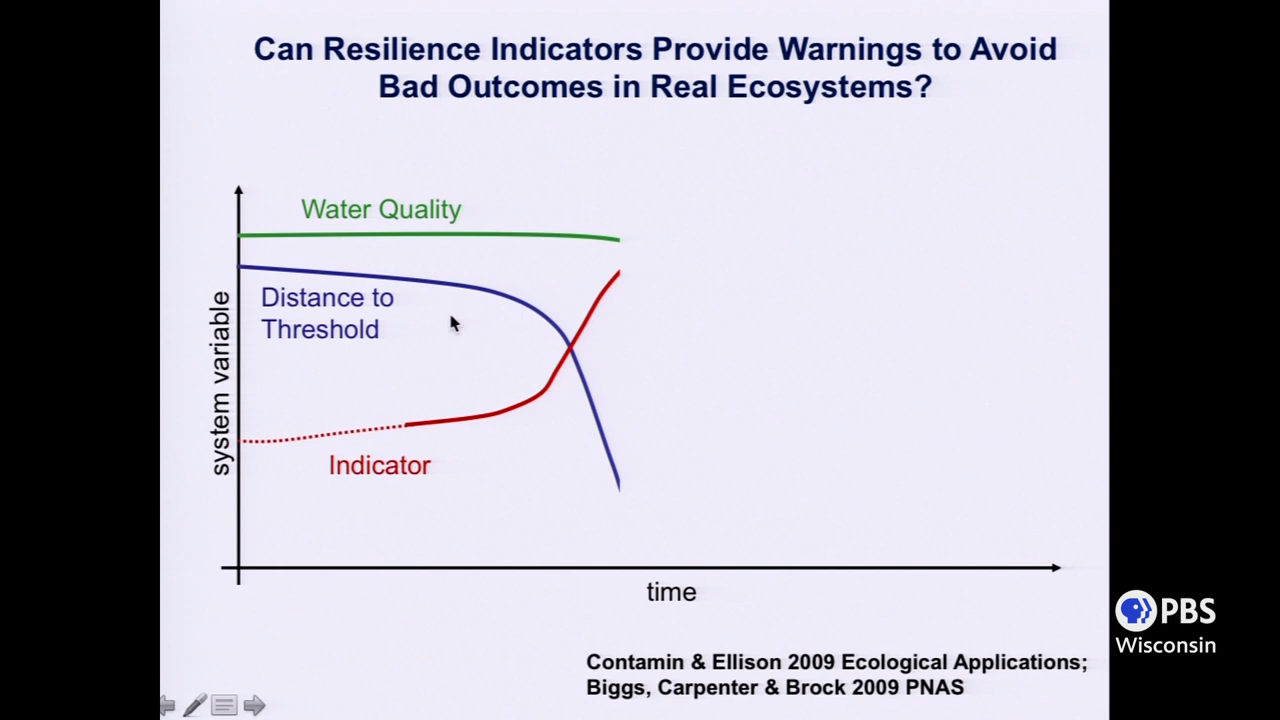 Can Resilience Indicators Provide Warnings to Avoid
Bad Outcomes in Real Ecosystems?
Water Quality
Distance to
Threshold
system variable
Indicator
time
PBS
Wisconsin
Contamin & Ellison 2009 Ecological Applications;
Biggs, Carpenter & Brock 2009 PNAS